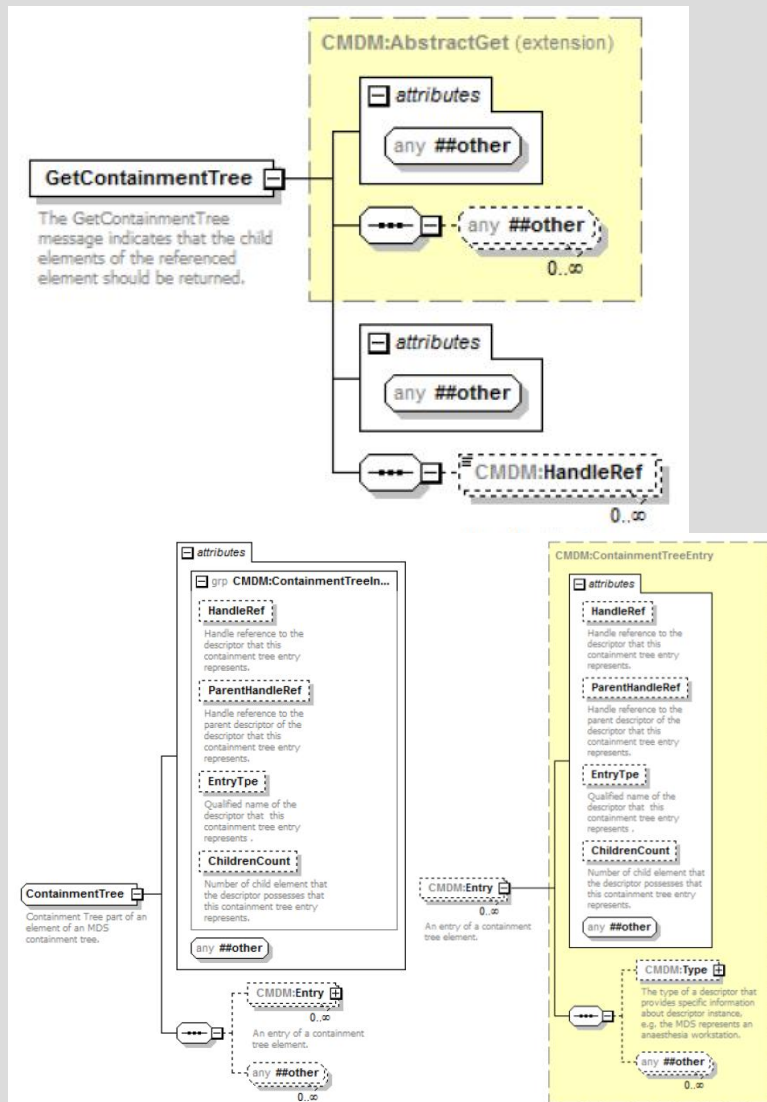 CMDM:AbstractGet (extension)
attributes
any ##other
GetContainmentTree
The GetContainmentTree
message indicates that the child
elements of the referenced
element should be returned.
any ##other
0..∞
attributes
any ##other
CMDM:HandleRef
0..∞
attributes
grp CMDM:ContainmentTreeIn...
HandleRef
Handle reference to the
descriptor that this
containment tree entry
represents.
ParentHandleRef
Handle reference to the
parent descriptor of the
descriptor that this
containment tree entry
represents.
EntryTpe
Qualified name of the
descriptor that this
containment tree entry
represents .
ChildrenCount
Number of child element that
the descriptor possesses that
this containment tree entry
represents.
any ##other
ContainmentTree
Containment Tree part of an
element of an MDS
containment tree.
CMDM:Entry
0..∞
An entry of a containment
tree element.
any ##other
0..∞
CMDM:ContainmentTreeEntry
attributes
HandleRef
Handle reference to the
descriptor that this
containment tree entry
represents.
ParentHandleRef
Handle reference to the
parent descriptor of the
descriptor that this
containment tree entry
represents.
EntryTpe
Qualified name of the
descriptor that this
containment tree entry
represents .
ChildrenCount
Number of child element that
the descriptor possesses that
this containment tree entry
represents.
any ##other
CMDM:Entry
0..∞
An entry of a containment
tree element.
CMDM:Type
The type of a descriptor that
provides specific information
about descriptor instance,
e.g. the MDS represents an
anaesthesia workstation.
any ##other
0..∞